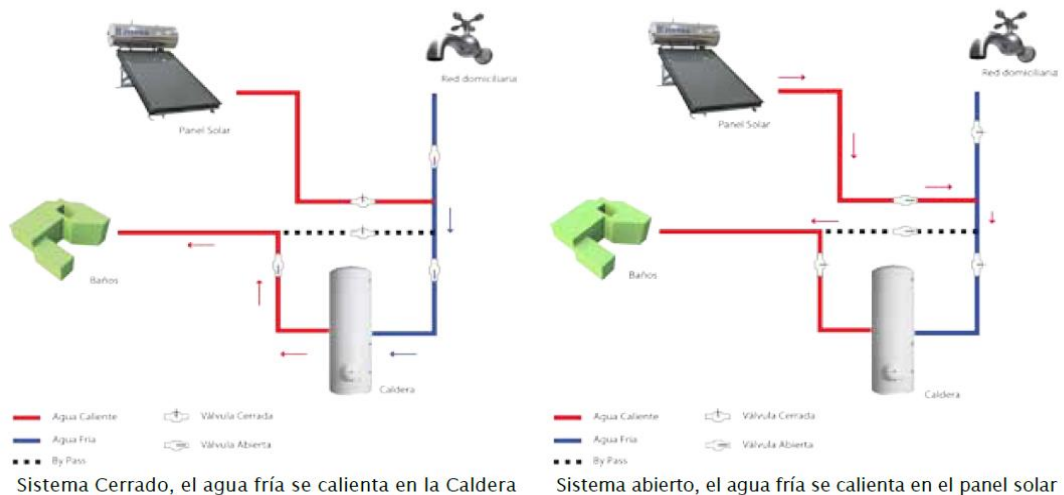 Red domiciliaria
Panel Solar
Baños
Caldera
Agua Caliente
Válvula Cerrada
Agua Fría
Válvula Abierta
By Pass
Sistema Cerrado, el agua fría se calienta en la Caldera
Red domiciliaria
Panel Solar
Baños
Caldera
Agua Caliente
Válvula Cerrada
Agua Fría
Válvula Abierta
By Pass
Sistema abierto, el agua fría se calienta en el panel solar